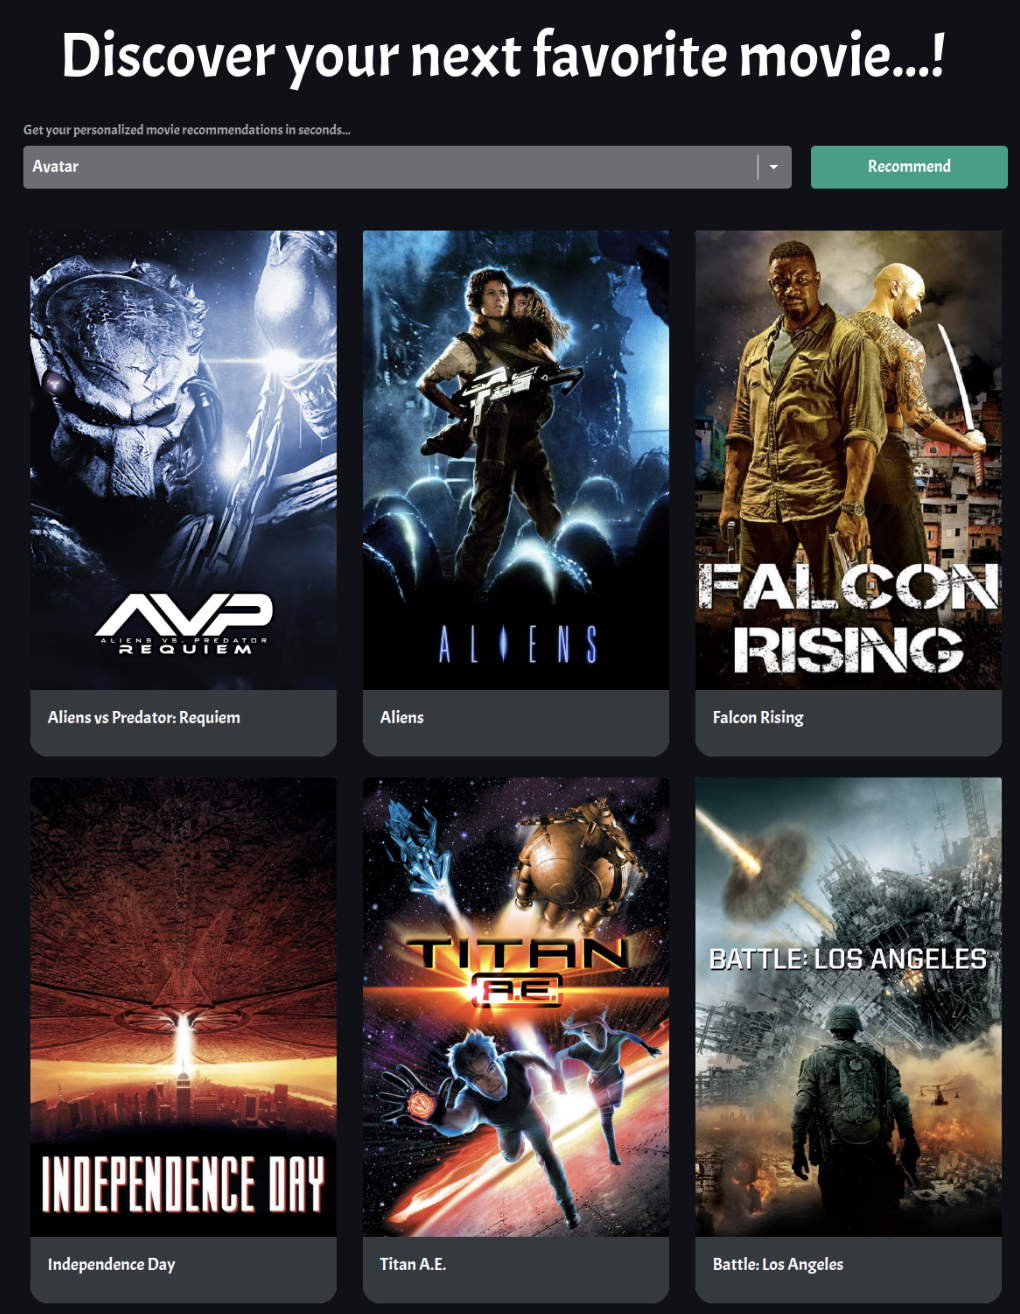 Discover your next favorite movie...!
Get your personalized movie recommendations in seconds...
Avatar
Recommend
AVP
ALIENS VS. PREDATOR
REQUIEM
ALIENS
FALCON
RISING
Aliens vs Predator: Requiem
Aliens
Falcon Rising
INDEPENDENCE DAY
TITAN
A.E.
BATTLE: LOS ANGELES
Independence Day
Titan A.E.
Battle: Los Angeles